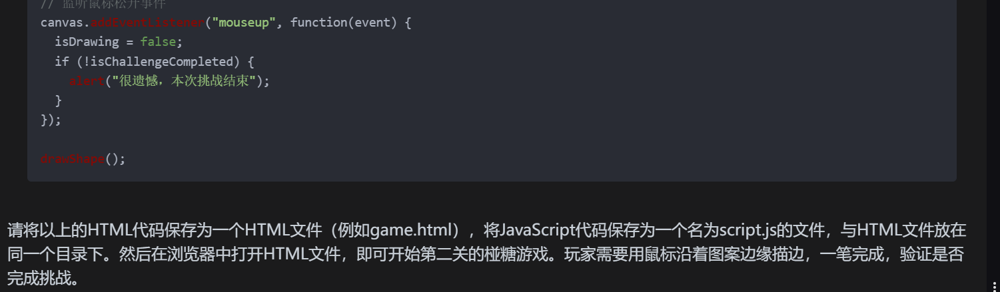 // 监听鼠标松开事件
canvas.addEventListener("mouseup", function(event) {
isDrawing = false;
if (!isChallengeCompleted) {
alert("很遗憾，本次挑战结束");
}
});
drawShape();
请将以上的HTML代码保存为一个HTML文件（例如game.html），将JavaScript代码保存为一个名为script.js的文件，与HTML文件放在
同一个目录下。然后在浏览器中打开HTML文件，即可开始第二关的椪糖游戏。玩家需要用鼠标沿着图案边缘描边，一笔完成，验证是否
完成挑战。